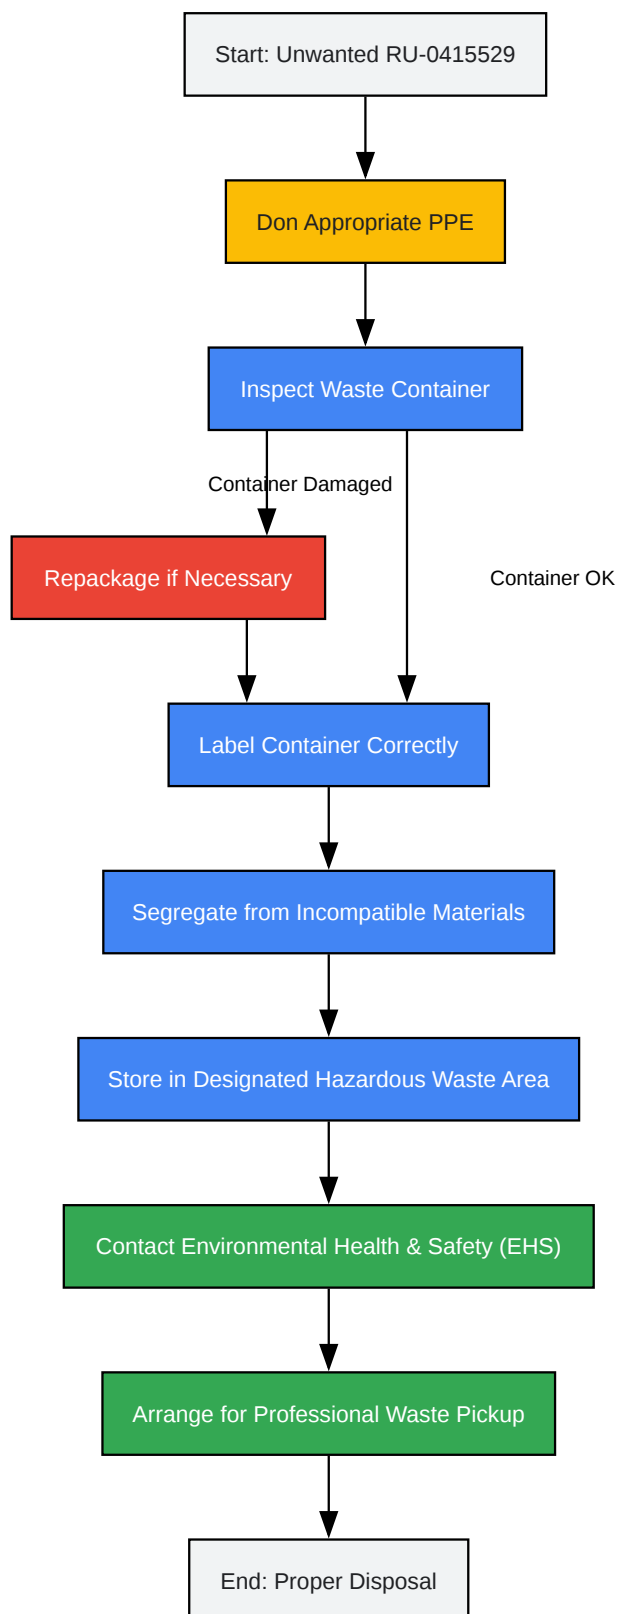 Start: Unwanted RU-0415529
Don Appropriate PPE
Inspect Waste Container
Container Damaged
Repackage if Necessary
Container OK
Label Container Correctly
Segregate from Incompatible Materials
Store in Designated Hazardous Waste Area
Contact Environmental Health & Safety (EHS)
Arrange for Professional Waste Pickup
End: Proper Disposal